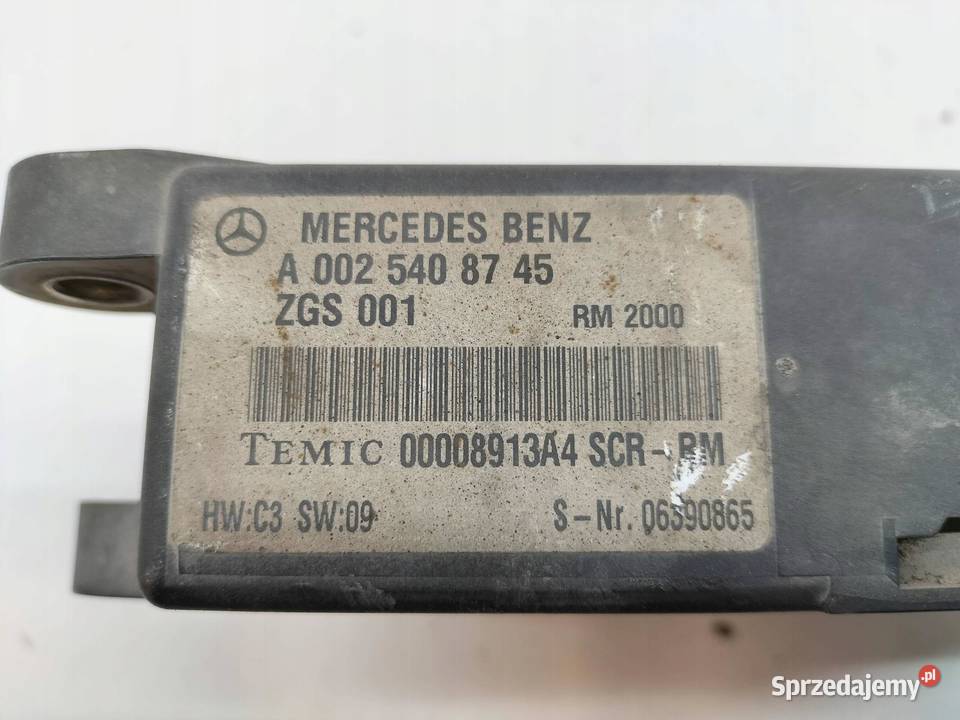 MERCEDES BENZ
A 002 540 87 45
ZGS 001 RM 2000
TEMIC 00008913A4 SCR-RM
HW:C3 SW:09 S-Nr. 06390865
Sprzedajemy.pl